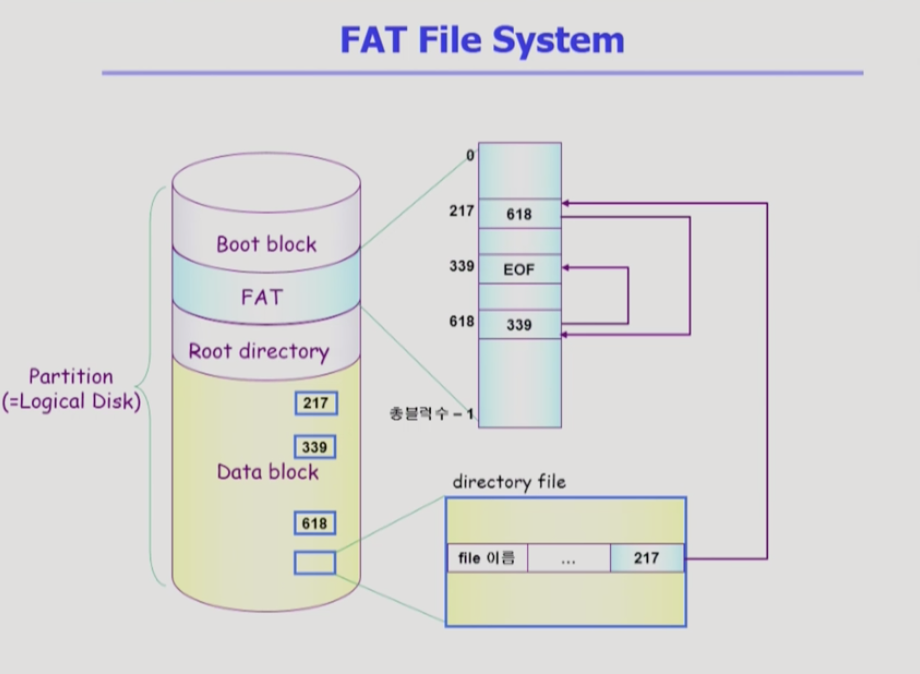 FAT File System
Boot block
FAT
Root directory
Partition
(=Logical Disk)
217
339
Data block
618
0
217
618
339
EOF
618
339
총블럭수 – 1
directory file
file 이름
...
217